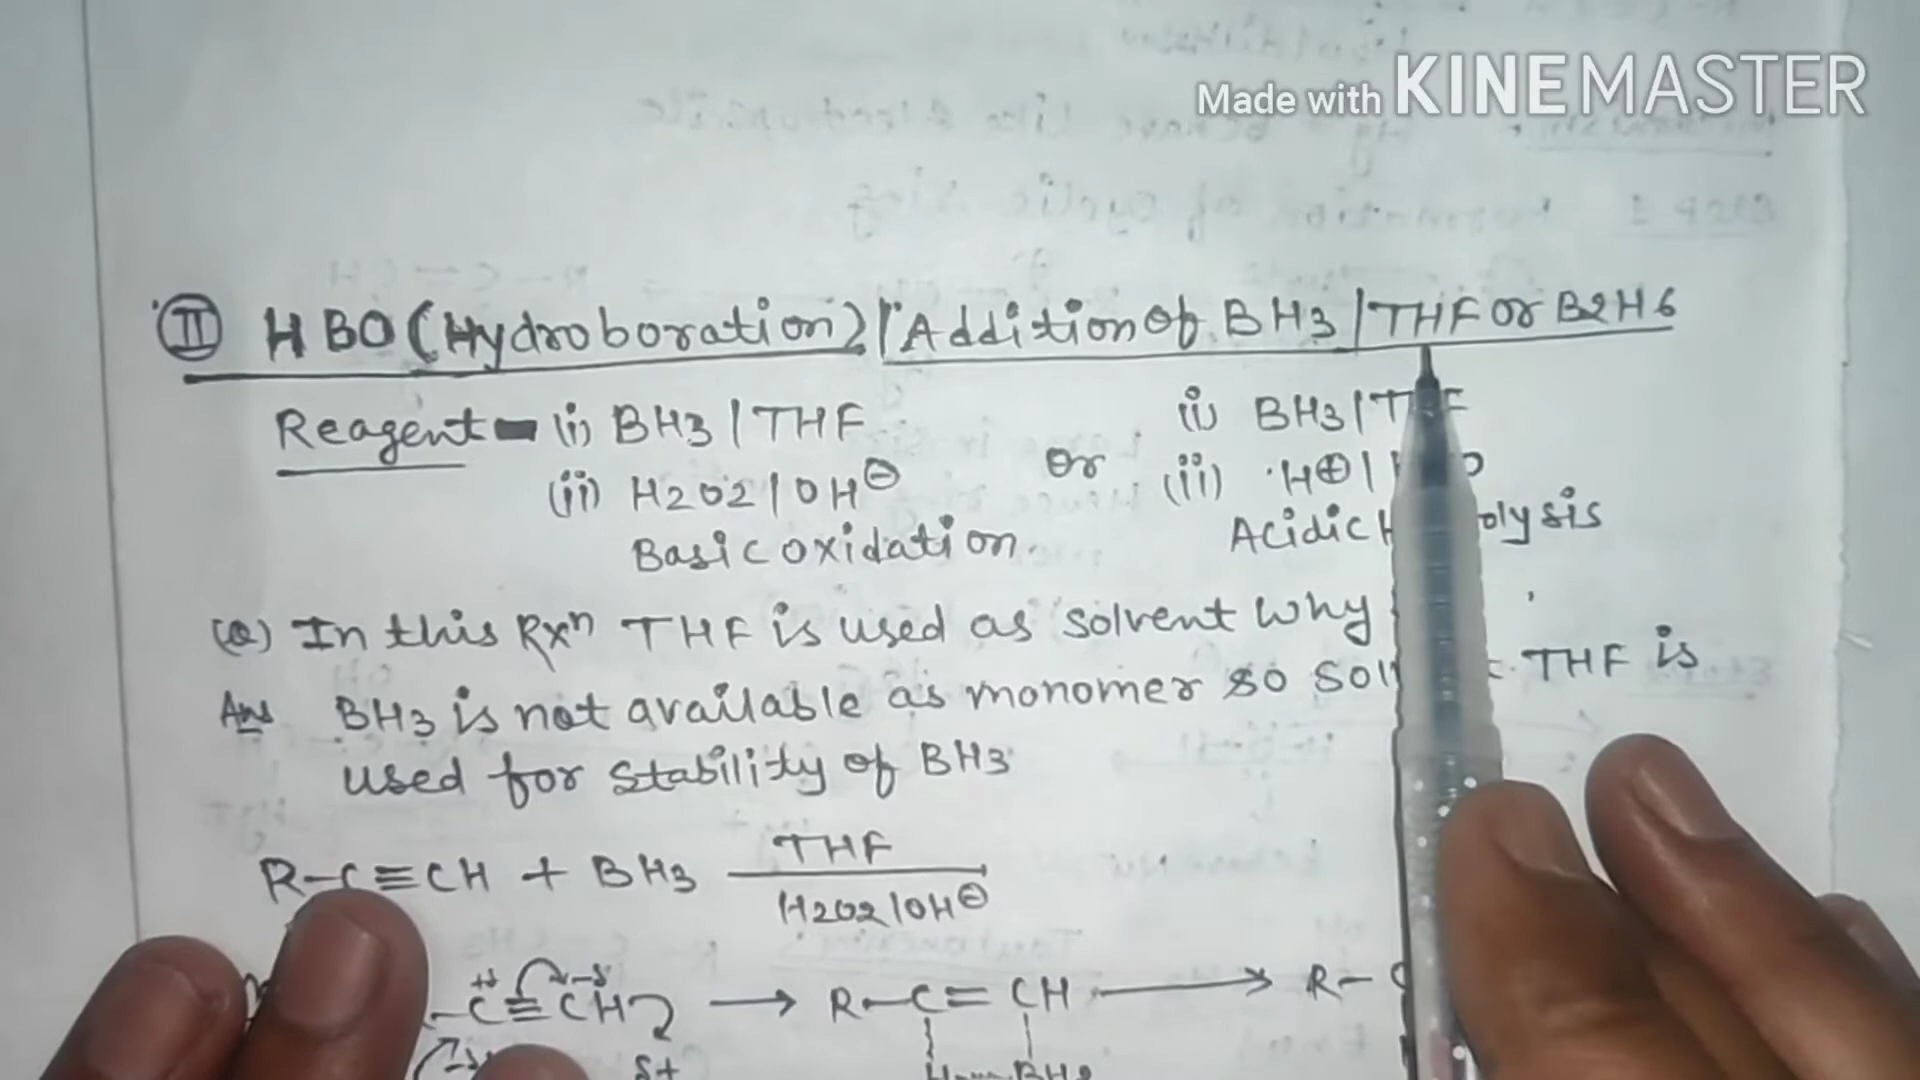 Made with KINEMASTER
II HBO (Hydroboration) / Addition of BH3 / THF or B2H6
Reagent - (i) BH3 / THF (ii) H2O2 / OH⊖ Basic oxidation
or
(i) BH3 / (ii) H⊕ / Acidic
(Q) In this Rxn THF is used as solvent why
Ans BH3 is not available as monomer so THF is
used for stability of BH3
R-C≡CH + BH3 THF
H2O2 / OH⊖
+δ -δ
-C≡CH → R-C=CH → R-
δ+ BH2